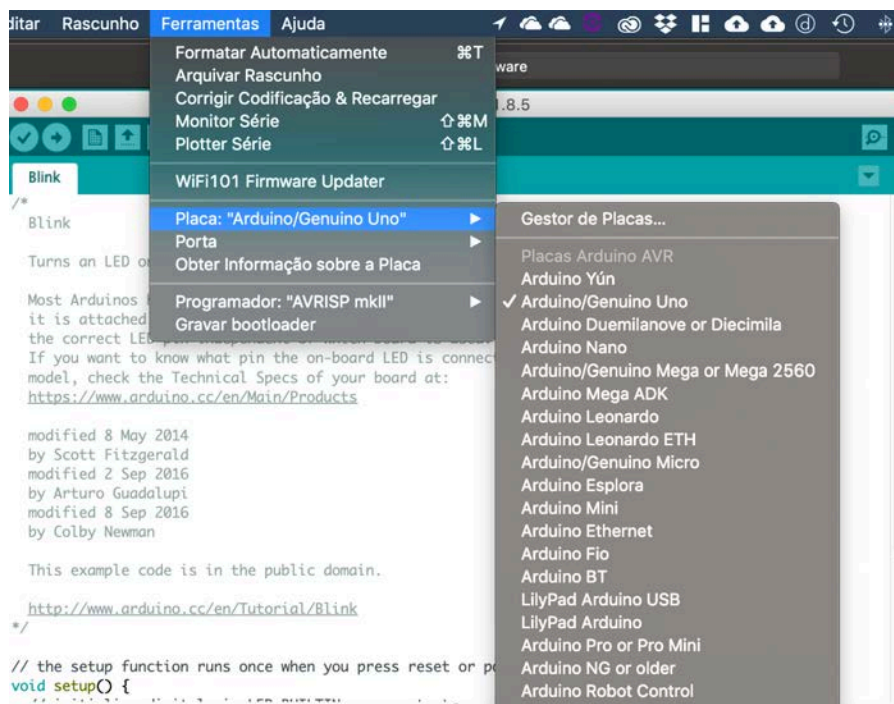 ditar Rascunho Ferramentas Ajuda
Formatar Automaticamente ⌘T
Arquivar Rascunho
Corrigir Codificação & Recarregar
Monitor Série ⇧⌘M
Plotter Série ⇧⌘L
WiFi101 Firmware Updater
Placa: "Arduino/Genuino Uno"
Porta
Obter Informação sobre a Placa
Programador: "AVRISP mkII"
Gravar bootloader
ware
1.8.5
Gestor de Placas...
Placas Arduino AVR
Arduino Yún
✓ Arduino/Genuino Uno
Arduino Duemilanove or Diecimila
Arduino Nano
Arduino/Genuino Mega or Mega 2560
Arduino Mega ADK
Arduino Leonardo
Arduino Leonardo ETH
Arduino/Genuino Micro
Arduino Esplora
Arduino Mini
Arduino Ethernet
Arduino Fio
Arduino BT
LilyPad Arduino USB
LilyPad Arduino
Arduino Pro or Pro Mini
Arduino NG or older
Arduino Robot Control
Blink
/*
Blink
Turns an LED
Most Arduinos
it is attached
the correct
If you want to know what pin the on-board LED is connec
model, check the Technical Specs of your board at:
https://www.arduino.cc/en/Main/Products
modified 8 May 2014
by Scott Fitzgerald
modified 2 Sep 2016
by Arturo Guadalupi
modified 8 Sep 2016
by Colby Newman
This example code is in the public domain.
http://www.arduino.cc/en/Tutorial/Blink
*/
// the setup function runs once when you press reset or
void setup() {